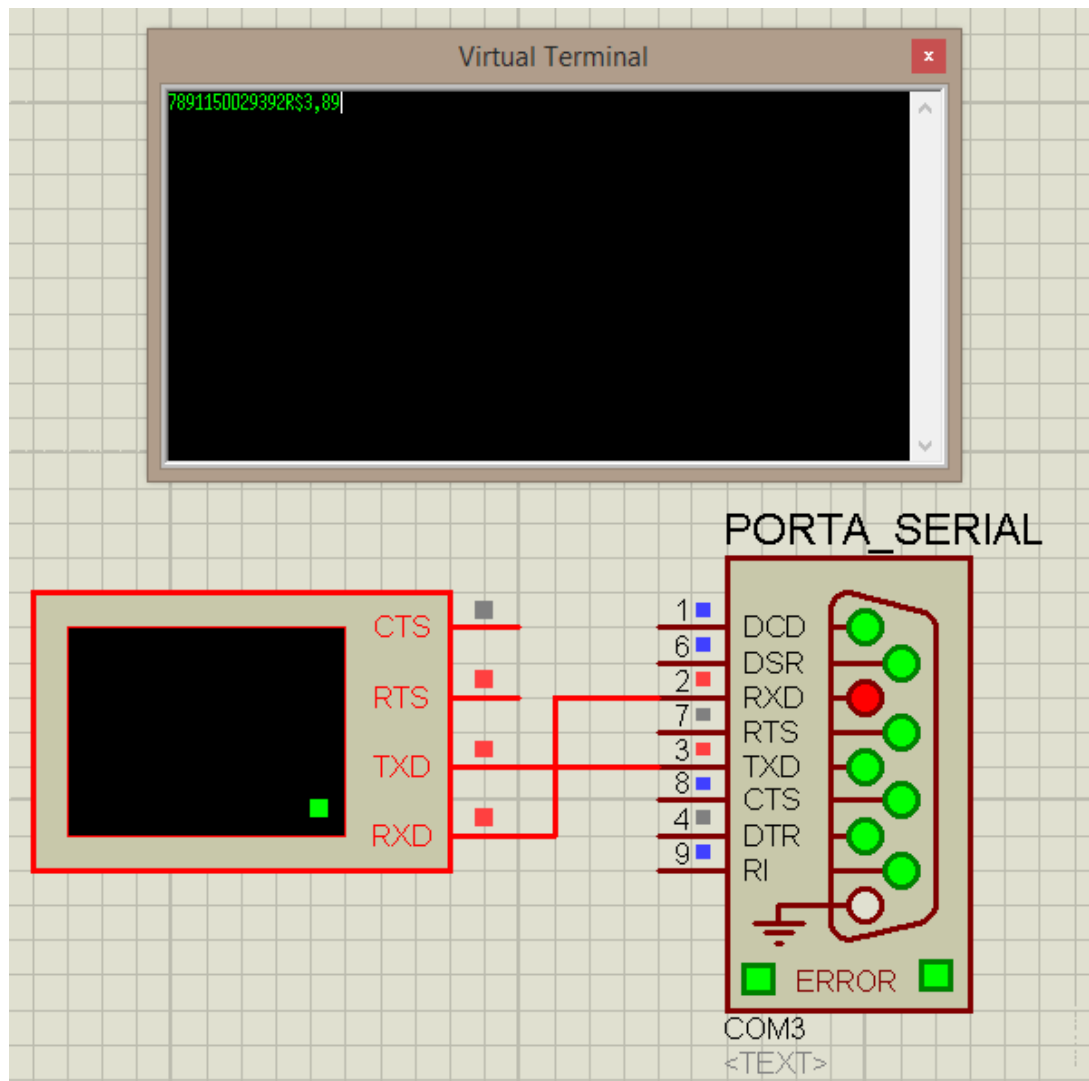 Virtual Terminal
x
7891150029392R$3,89
PORTA_SERIAL
CTS
RTS
TXD
RXD
1 DCD
6 DSR
2 RXD
7 RTS
3 TXD
8 CTS
4 DTR
9 RI
ERROR
COM3
<TEXT>